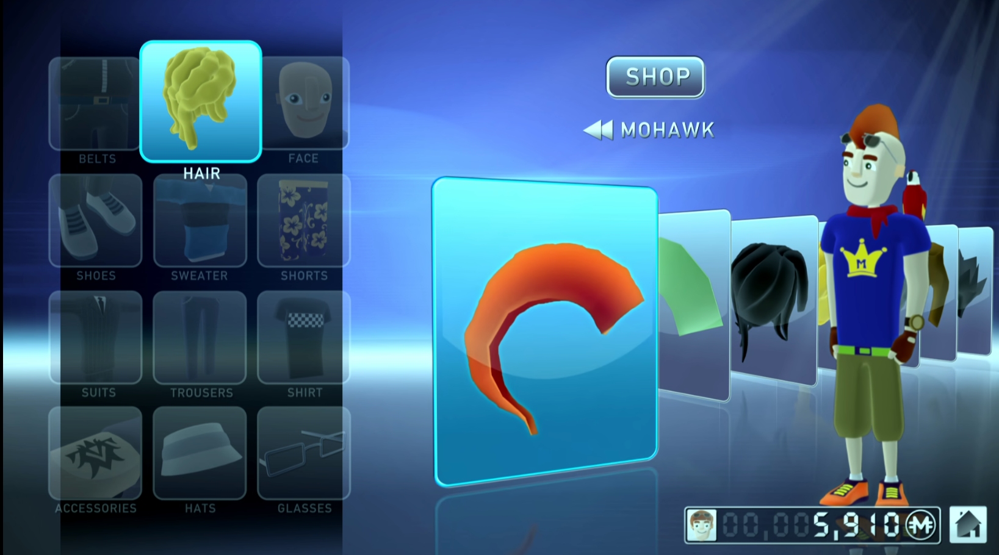 SHOP
MOHAWK
BELTS
HAIR
FACE
SHOES
SWEATER
SHORTS
SUITS
TROUSERS
SHIRT
ACCESSORIES
HATS
GLASSES
M
00,005,910 M